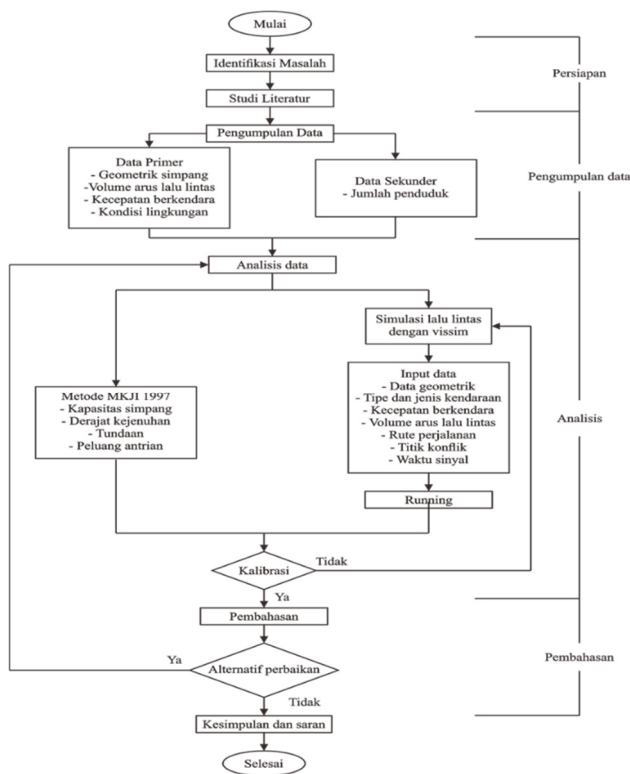 Mulai
Identifikasi Masalah
Persiapan
Studi Literatur
Pengumpulan Data
Data Primer
- Geometrik simpang
-Volume arus lalu lintas
- Kecepatan berkendara
- Kondisi lingkungan
Data Sekunder
- Jumlah penduduk
Pengumpulan data
Analisis data
Simulasi lalu lintas
dengan vissim
Metode MKJI 1997
- Kapasitas simpang
- Derajat kejenuhan
- Tundaan
- Peluang antrian
Input data
- Data geometrik
- Tipe dan jenis kendaraan
- Kecepatan berkendara
- Volume arus lalu lintas
- Rute perjalanan
- Titik konflik
- Waktu sinyal
Analisis
Running
Kalibrasi
Tidak
Ya
Pembahasan
Ya
Alternatif perbaikan
Pembahasan
Tidak
Kesimpulan dan saran
Selesai